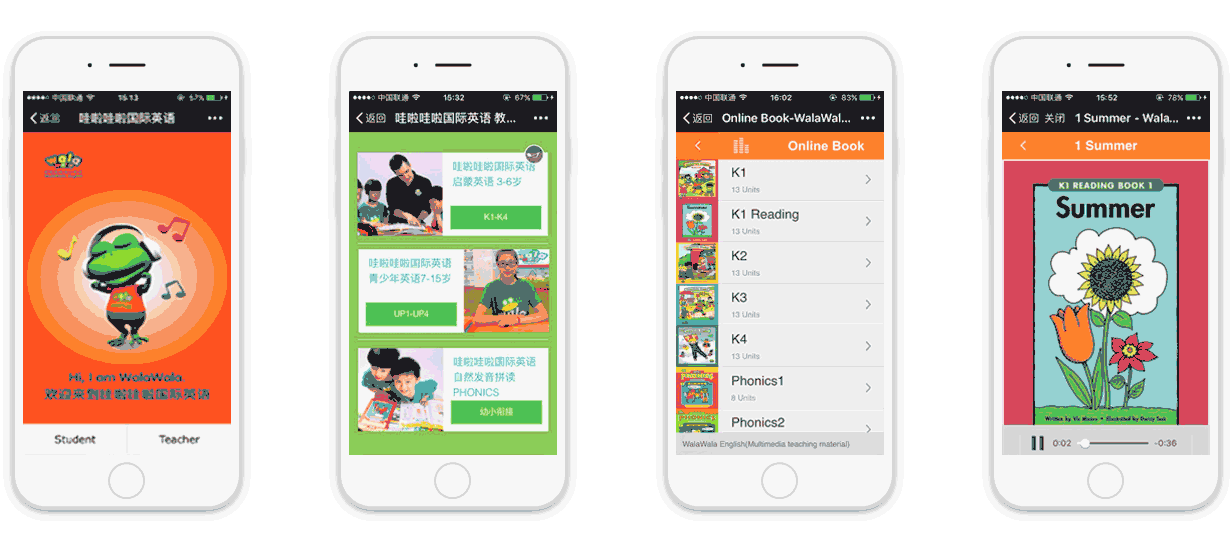 中国联通 16:13 57%
返回 哇啦哇啦国际英语
Hi, I am WalaWala
欢迎来到哇啦哇啦国际英语
Student Teacher
中国联通 15:32 67%
返回 哇啦哇啦国际英语 教...
哇啦哇啦国际英语
启蒙英语 3-6岁
K1-K4
哇啦哇啦国际英语
青少年英语7-15岁
UP1-UP4
哇啦哇啦国际英语
自然发音拼读
PHONICS
幼小衔接
中国联通 16:02 83%
返回 Online Book-WalaWal...
Online Book
K1
13 Units
K1 Reading
13 Units
K2
13 Units
K3
13 Units
K4
13 Units
Phonics1
8 Units
Phonics2
WalaWala English(Multimedia teaching material)
中国联通 15:52 78%
返回 关闭 1 Summer - Wala...
1 Summer
K1 READING BOOK 1
Summer
Written by Vic Moors • Illustrated by
0:02 -0:36